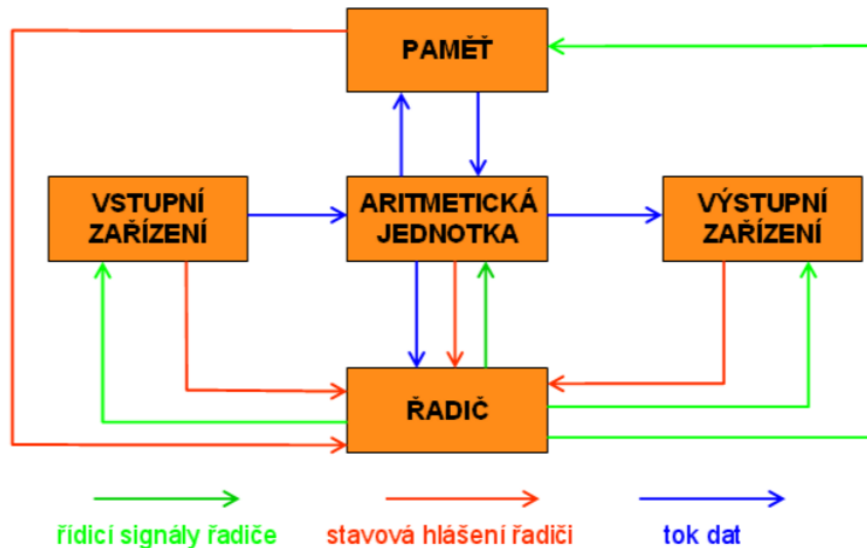 PAMĚŤ
VSTUPNÍ
ZAŘÍZENÍ
ARITMETICKÁ
JEDNOTKA
VÝSTUPNÍ
ZAŘÍZENÍ
ŘADIČ
řídicí signály řadiče
stavová hlášení řadiči
tok dat